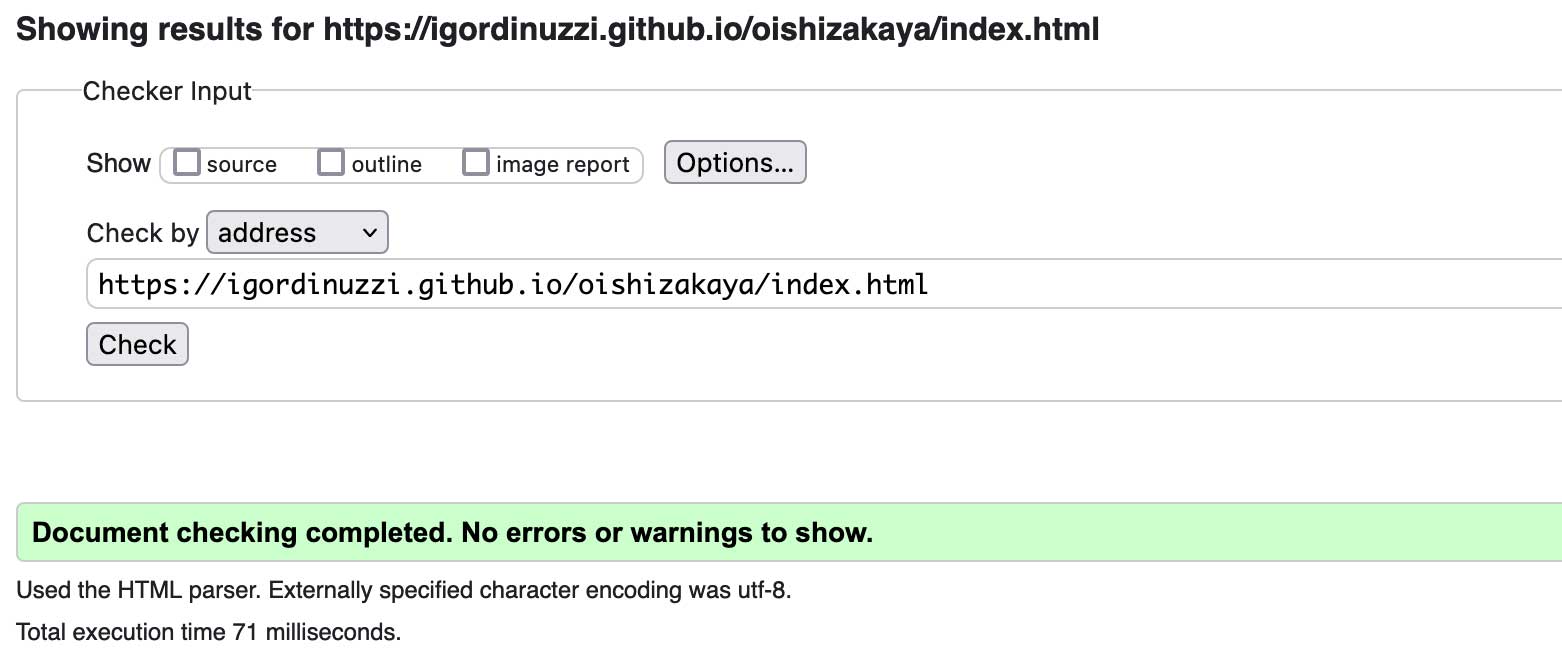 Showing results for https://igordinuzzi.github.io/oishizakaya/index.html
Checker Input
Show source outline image report Options...
Check by address
https://igordinuzzi.github.io/oishizakaya/index.html
Check
Document checking completed. No errors or warnings to show.
Used the HTML parser. Externally specified character encoding was utf-8.
Total execution time 71 milliseconds.